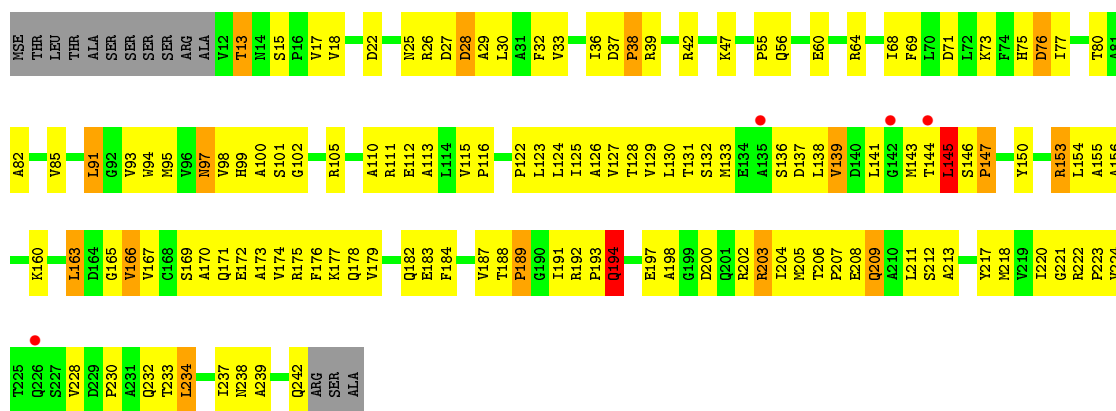 MSE THR LEU THR ALA SER SER SER SER ARG ALA V12 T13 N14 S15 P16 V17 V18 D22 N25 R26 D27 D28 A29 L30 A31 F32 V33 I36 D37 P38 R39 R42 K47 P55 Q56 E60 R64 I68 F69 L70 D71 L72 K73 F74 H75 D76 I77 T80 A81
A82 V85 L91 G92 V93 W94 M95 V96 N97 V98 H99 A100 S101 G102 R105 A110 R111 E112 A113 L114 V115 P116 P122 L123 S124 I125 A126 V127 T128 V129 L130 T131 S132 M133 E134 A135 S136 D137 L138 V139 D140 L141 G142 M143 T144 L145 S146 P147 Y150 R153 L154 A155 A156
K160 L163 D164 G165 V166 V167 C168 S169 A170 Q171 E172 A173 V174 R175 F176 K177 Q178 V179 Q182 E183 F184 V187 T188 P189 G190 I191 R192 P193 Q194 E197 A198 G199 D200 Q201 R202 R203 I204 M205 T206 P207 E208 Q209 A210 L211 S212 A213 Y217 M218 V219 I220 G221 R222 P223 V224
T225 Q226 S227 V228 D229 P230 A231 Q232 T233 L234 I237 N238 A239 Q242 ARG SER ALA